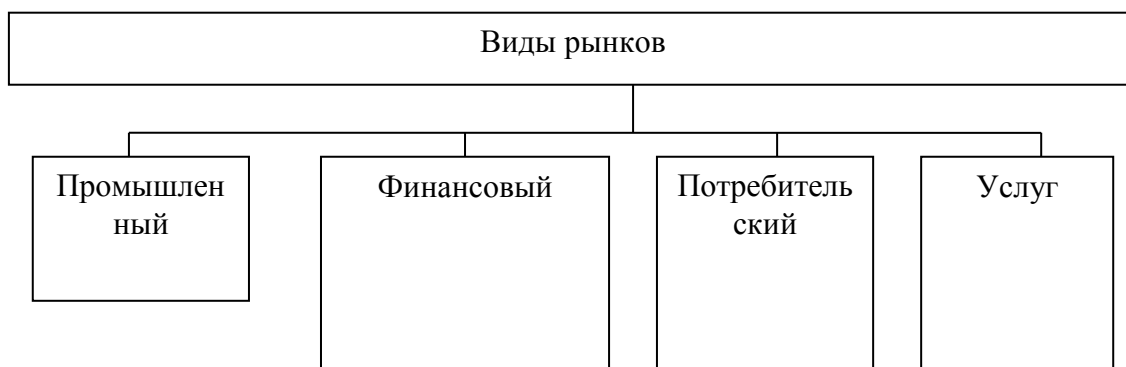 Виды рынков
Промышлен
ный
Финансовый
Потребитель
ский
Услуг